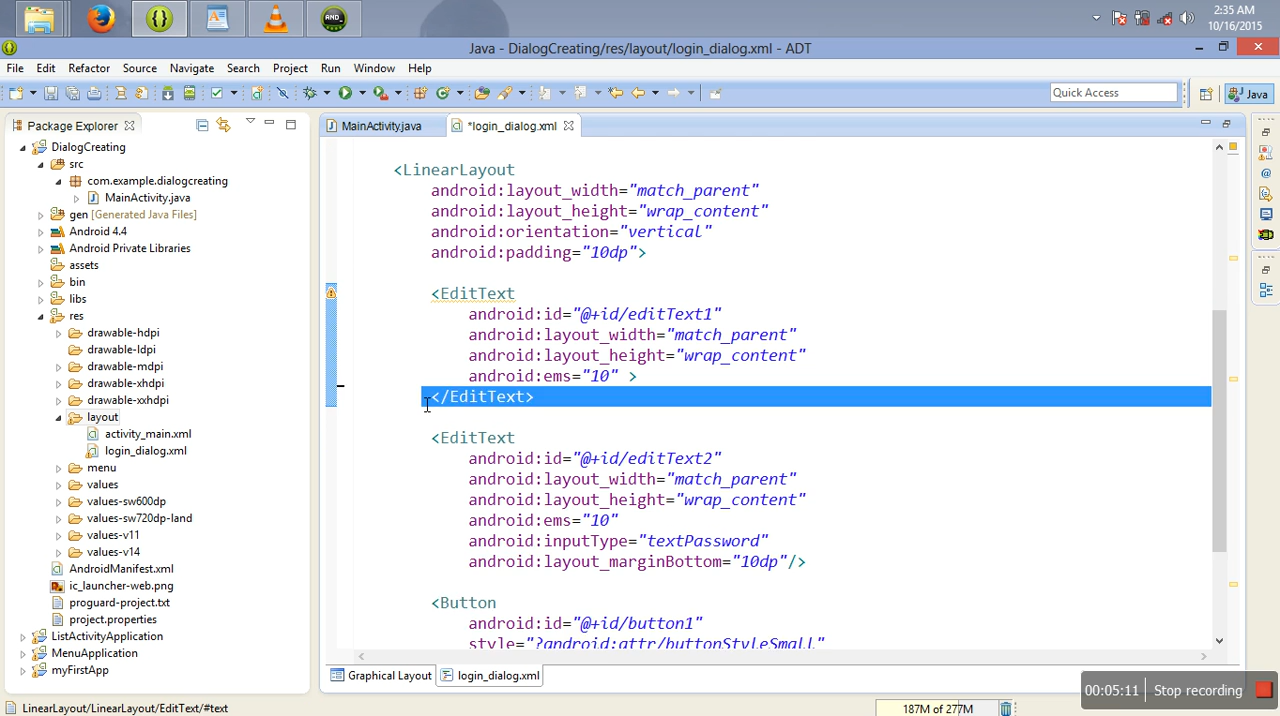 2:35 AM
10/16/2015
Java - DialogCreating/res/layout/login_dialog.xml - ADT
File Edit Refactor Source Navigate Search Project Run Window Help
Quick Access
Java
Package Explorer
MainActivity.java
*login_dialog.xml
DialogCreating
src
com.example.dialogcreating
MainActivity.java
gen [Generated Java Files]
Android 4.4
Android Private Libraries
assets
bin
libs
res
drawable-hdpi
drawable-ldpi
drawable-mdpi
drawable-xhdpi
drawable-xxhdpi
layout
activity_main.xml
login_dialog.xml
menu
values
values-sw600dp
values-sw720dp-land
values-v11
values-v14
AndroidManifest.xml
ic_launcher-web.png
proguard-project.txt
project.properties
ListActivityApplication
MenuApplication
myFirstApp
<LinearLayout
android:layout_width="match_parent"
android:layout_height="wrap_content"
android:orientation="vertical"
android:padding="10dp">
<EditText
android:id="@+id/editText1"
android:layout_width="match_parent"
android:layout_height="wrap_content"
android:ems="10" >
</EditText>
<EditText
android:id="@+id/editText2"
android:layout_width="match_parent"
android:layout_height="wrap_content"
android:ems="10"
android:inputType="textPassword"
android:layout_marginBottom="10dp"/>
<Button
android:id="@+id/button1"
style="?android:attr/buttonStyleSmall"
Graphical Layout
login_dialog.xml
00:05:11 Stop recording
LinearLayout/LinearLayout/EditText/#text
187M of 277M